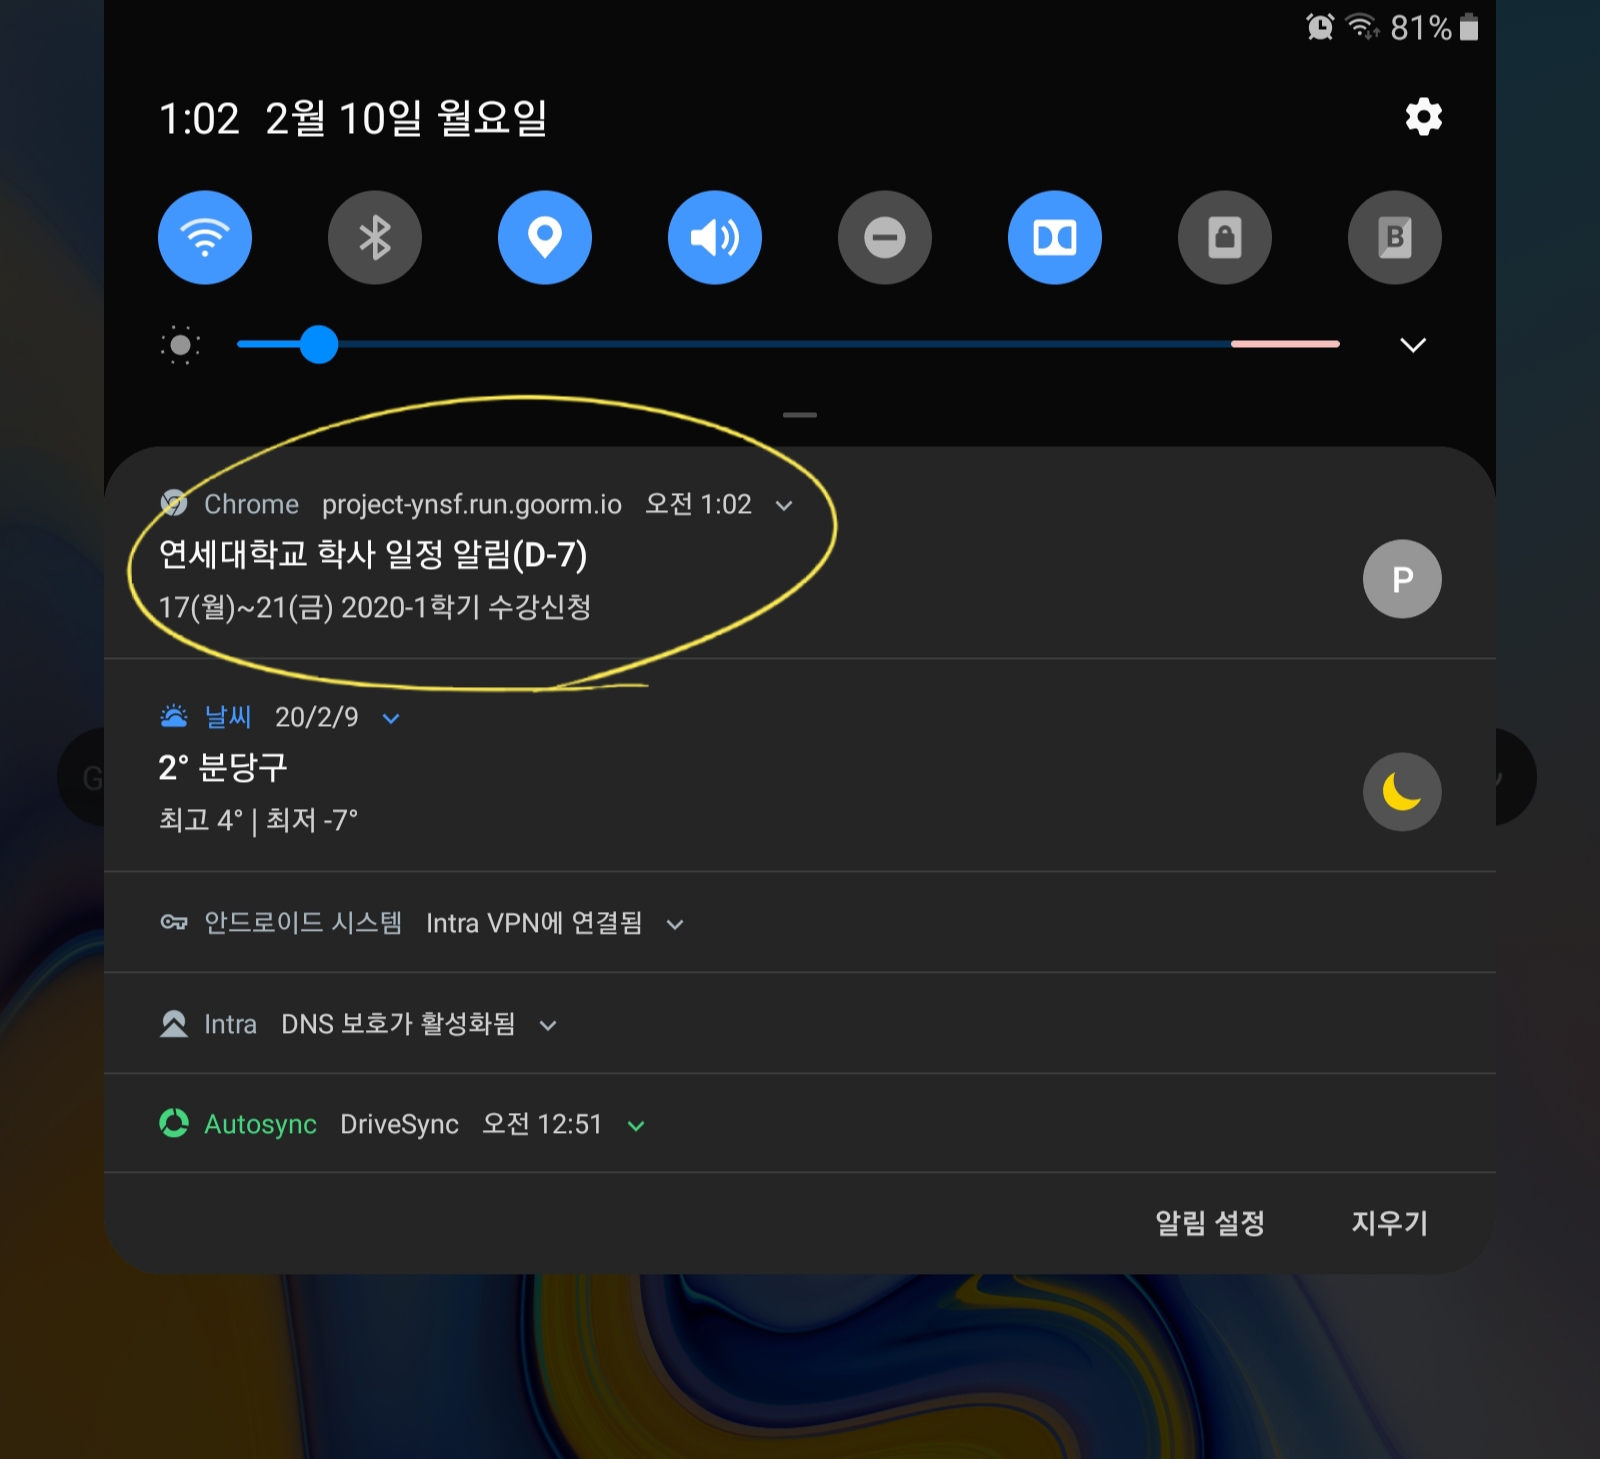 81%
1:02 2월 10일 월요일
B
Chrome project-ynsf.run.goorm.io 오전 1:02
연세대학교 학사 일정 알림(D-7)
17(월)~21(금) 2020-1학기 수강신청
P
날씨 20/2/9
2° 분당구
최고 4° | 최저 -7°
안드로이드 시스템 Intra VPN에 연결됨
Intra DNS 보호가 활성화됨
Autosync DriveSync 오전 12:51
알림 설정 지우기